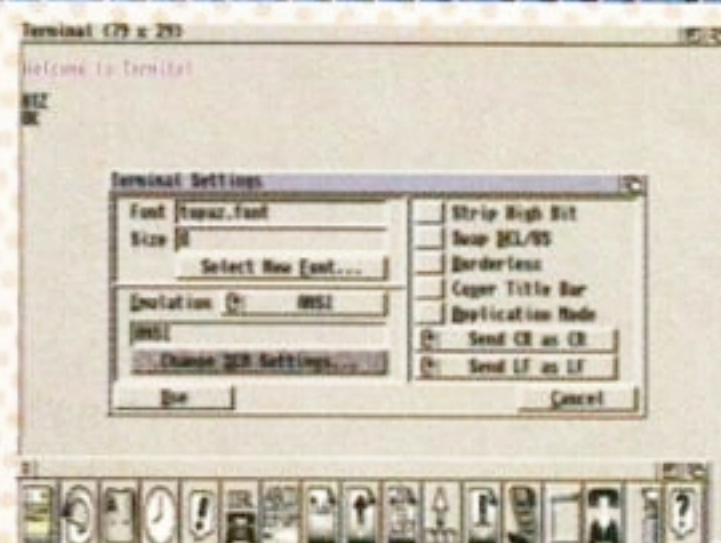 Terminal (79 x 29)
Welcome to Termite!
ATZ
OK
Terminal Settings
Font topaz.font
Size 8
Select New Font...
Emulation ANSI
ANSI
Change XEM Settings...
Use
Strip High Bit
Swap DEL/BS
Borderless
Cover Title Bar
Application Mode
Send CR as CR
Send LF as LF
Cancel
?